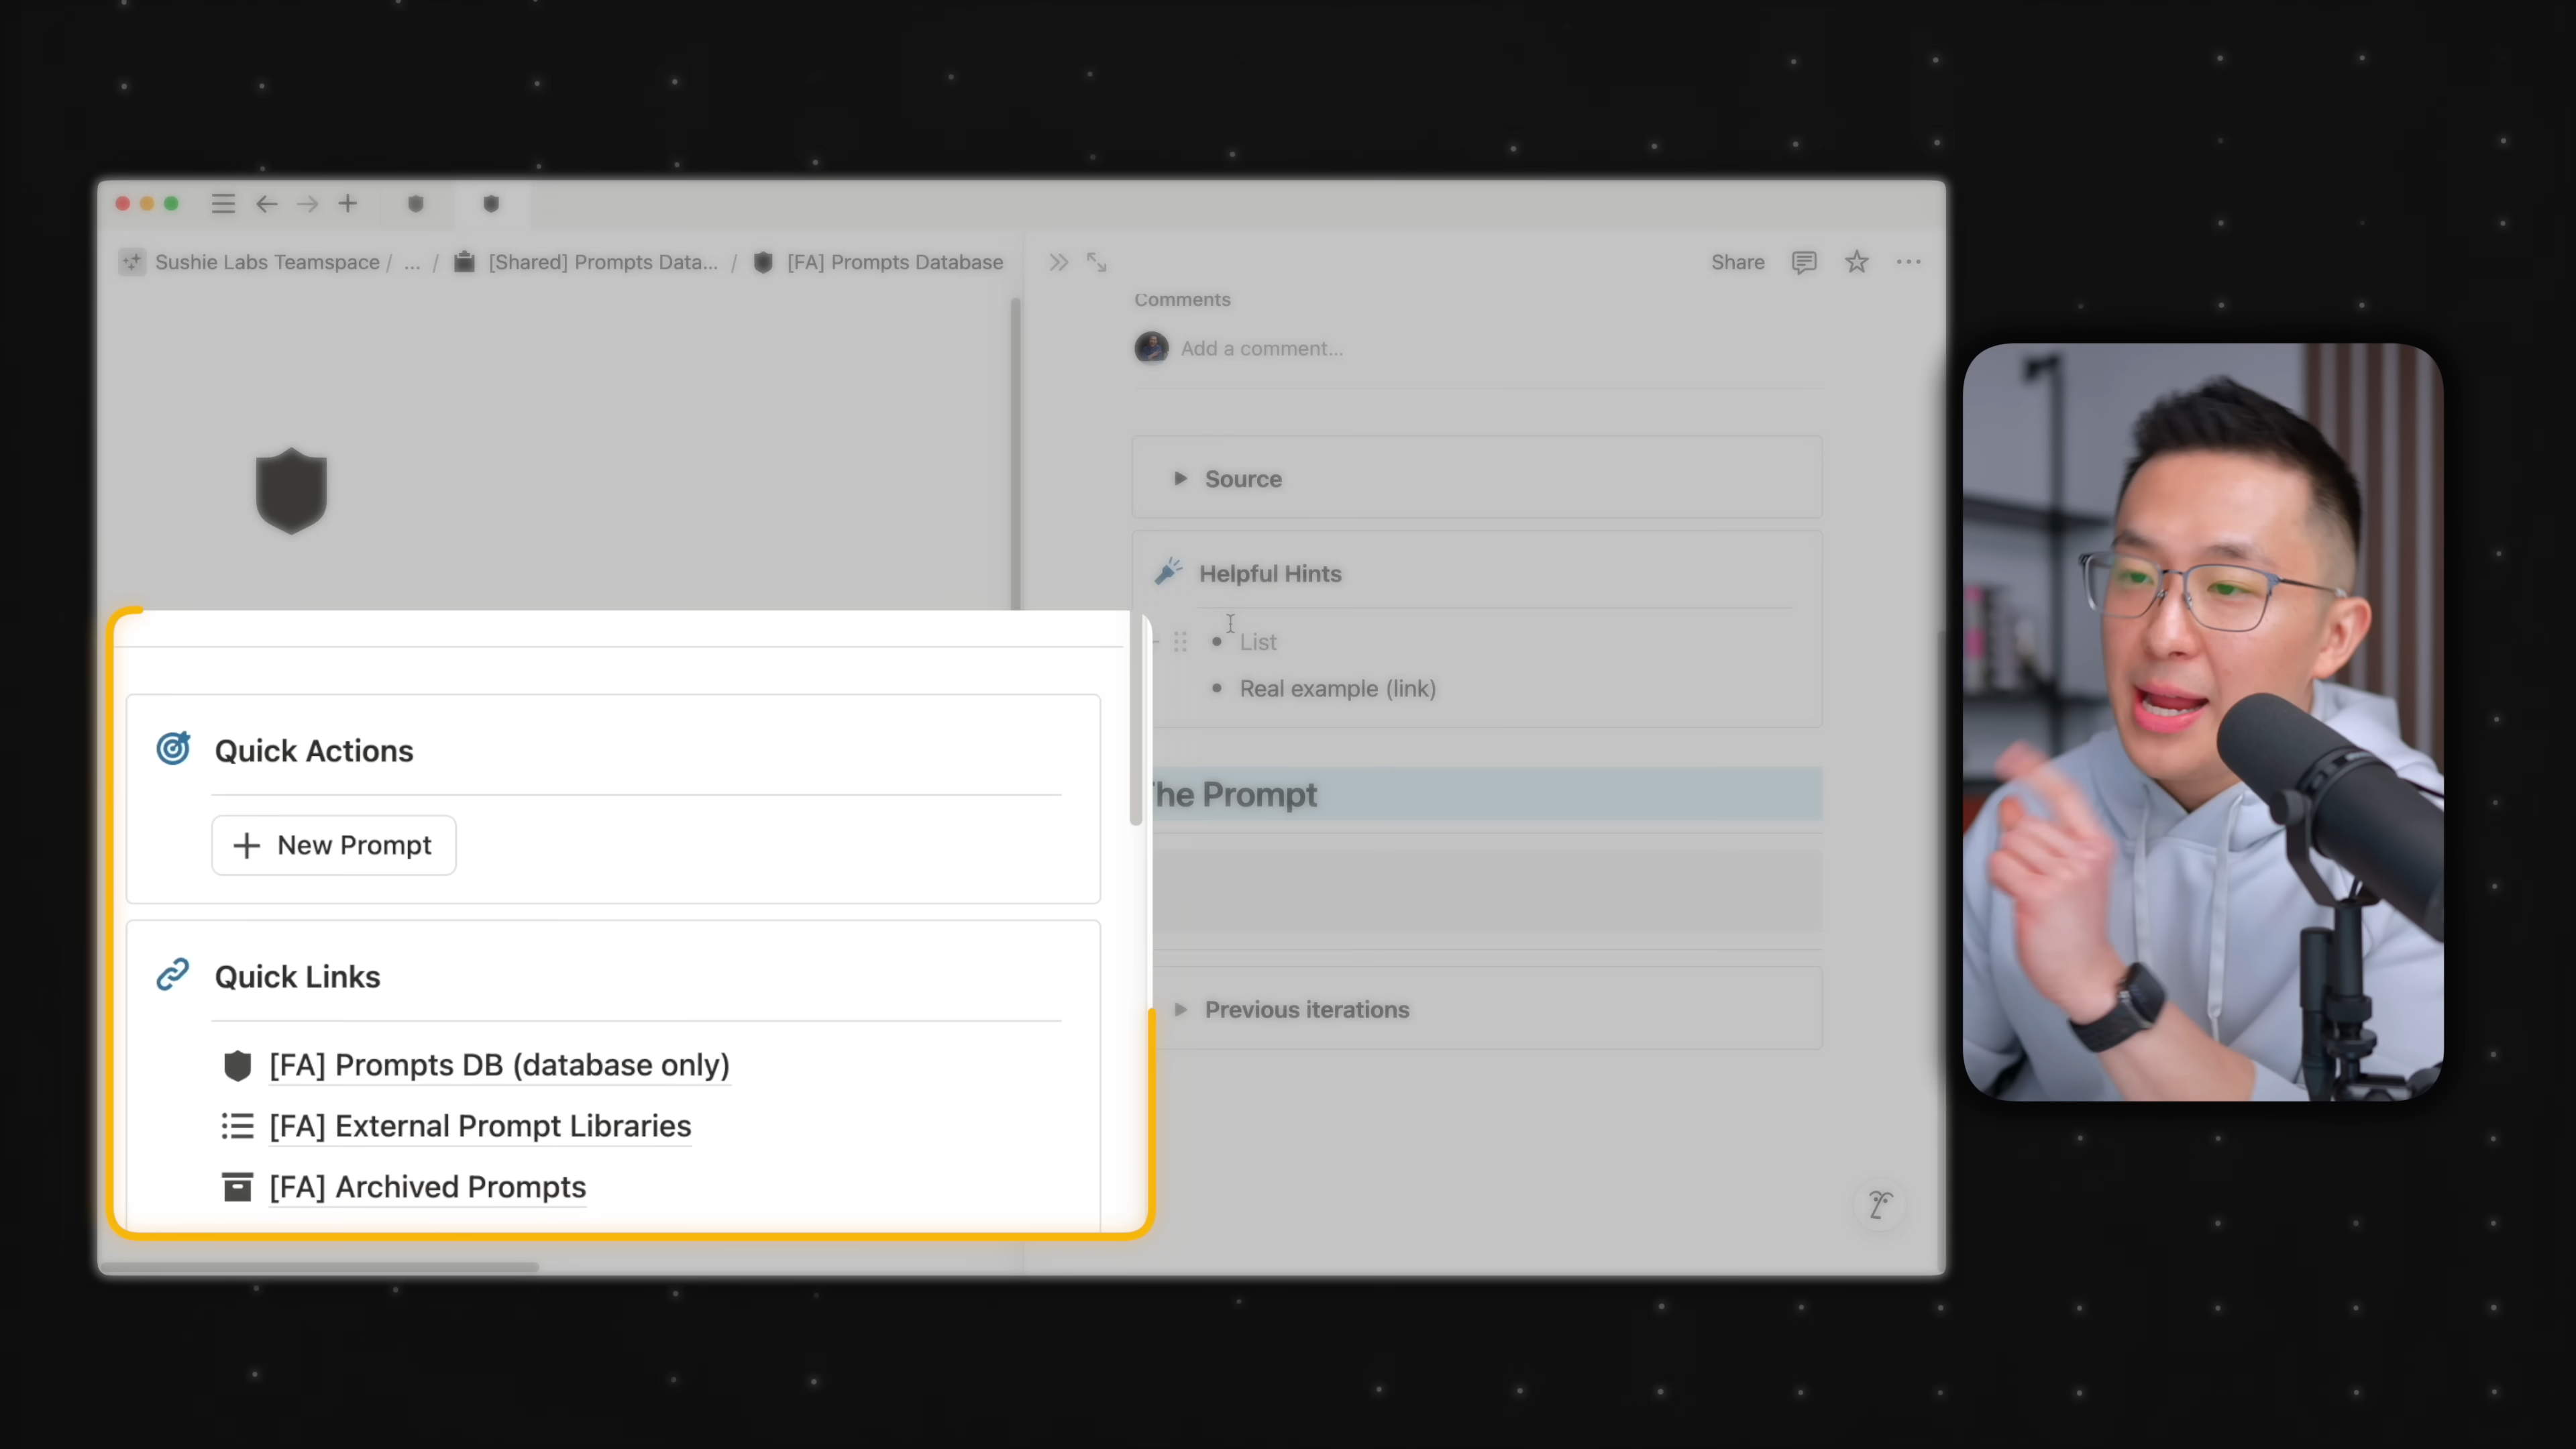 Sushie Labs Teamspace / ... / [Shared] Prompts Data... / [FA] Prompts Database
Share
Comments
Add a comment...
Source
Helpful Hints
List
Real example (link)
he Prompt
Previous iterations
Quick Actions
New Prompt
Quick Links
[FA] Prompts DB (database only)
[FA] External Prompt Libraries
[FA] Archived Prompts